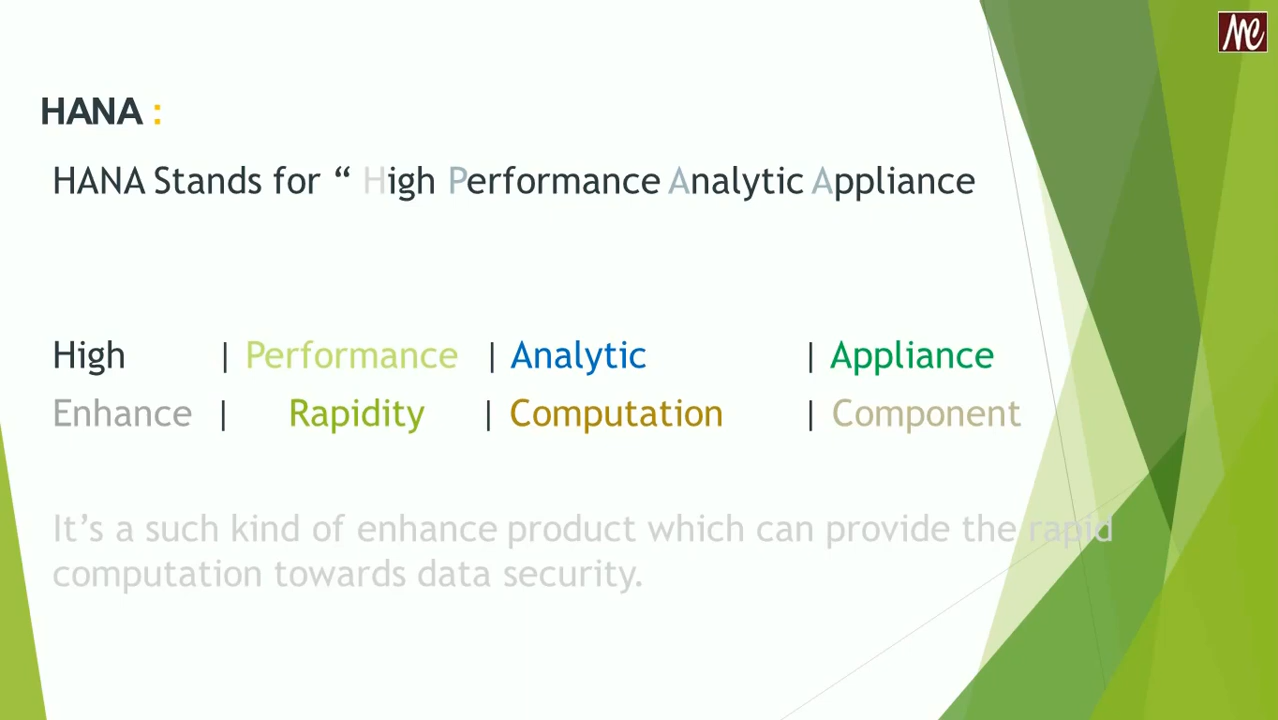 HANA :
HANA Stands for “ High Performance Analytic Appliance
High | Performance | Analytic | Appliance
Enhance | Rapidity | Computation | Component
It’s a such kind of enhance product which can provide the rapid
computation towards data security.